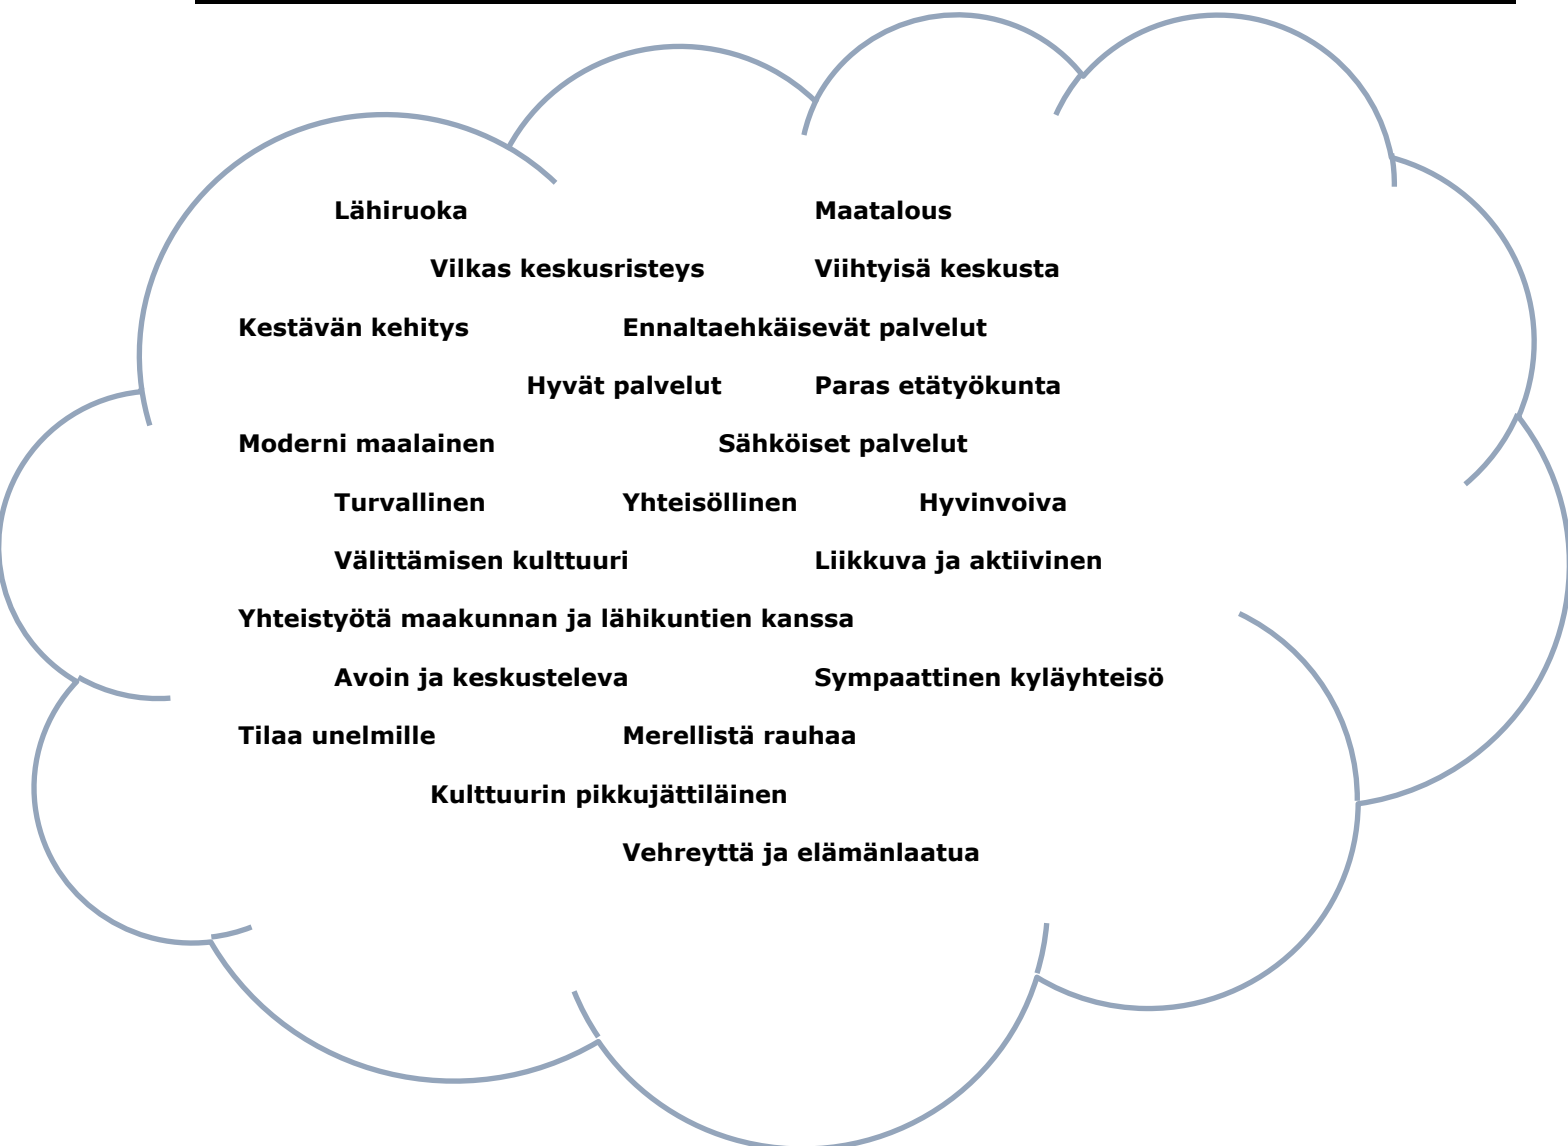 Lähiruoka Maatalous
Vilkas keskusristeys Viihtyisä keskusta
Kestävän kehitys Ennaltaehkäisevät palvelut
Hyvät palvelut Paras etätyökunta
Moderni maalainen Sähköiset palvelut
Turvallinen Yhteisöllinen Hyvinvoiva
Välittämisen kulttuuri Liikkuva ja aktiivinen
Yhteistyötä maakunnan ja lähikuntien kanssa
Avoin ja keskusteleva Sympaattinen kyläyhteisö
Tilaa unelmille Merellistä rauhaa
Kulttuurin pikkujättiläinen
Vehreyttä ja elämänlaatua